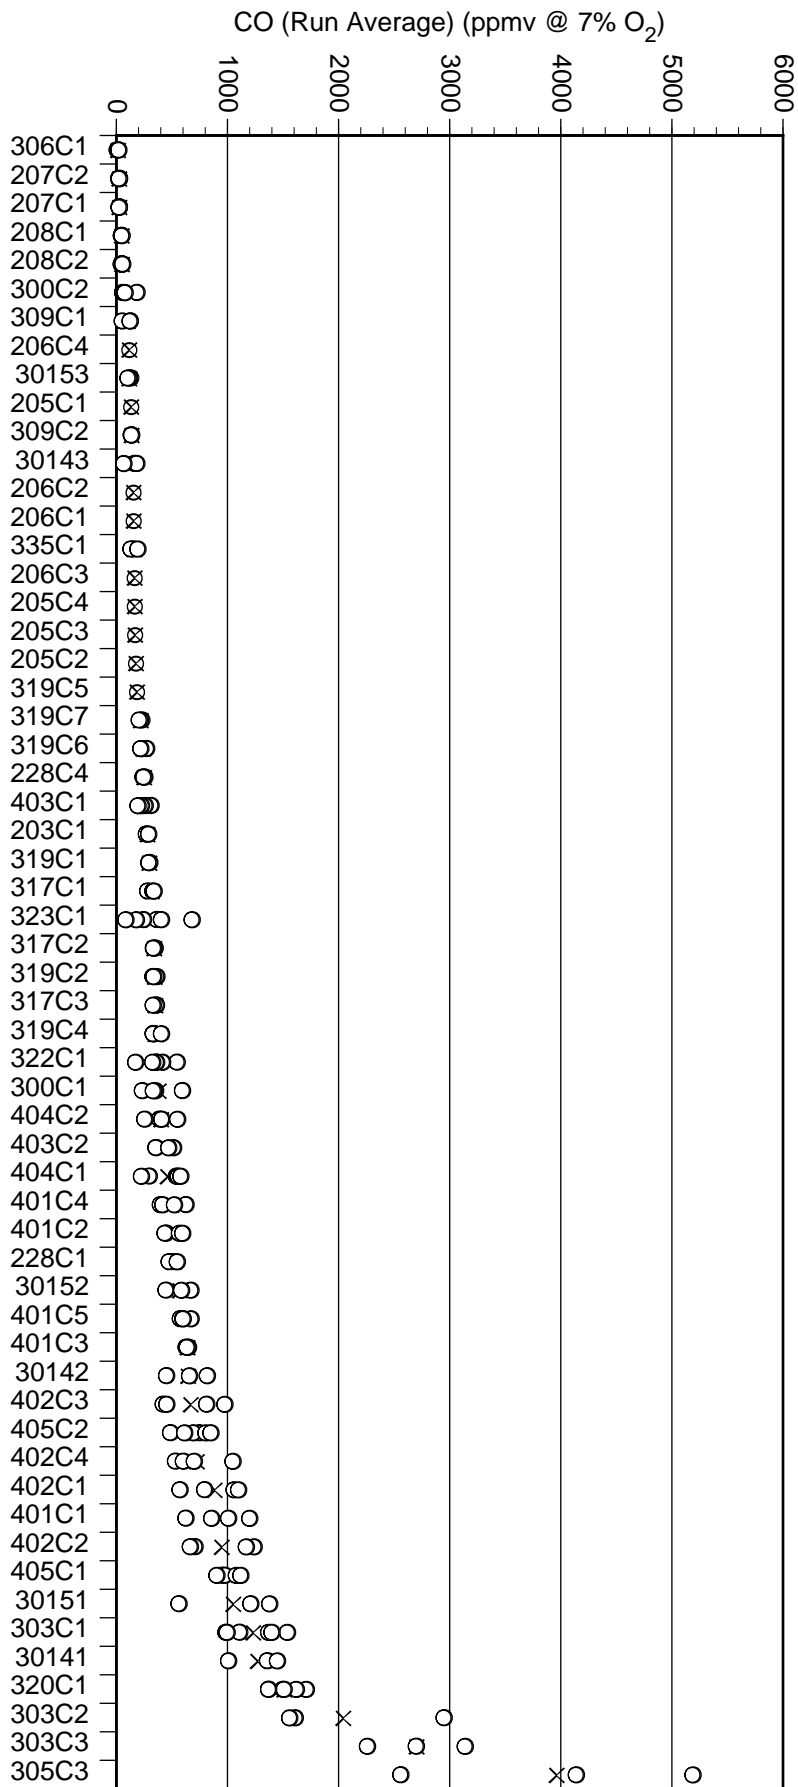 CO (Run Average) (ppmv @ 7% O2)
0
1000
2000
3000
4000
5000
6000
306C1
207C2
207C1
208C1
208C2
300C2
309C1
206C4
30153
205C1
309C2
30143
206C2
206C1
335C1
206C3
205C4
205C3
205C2
319C5
319C7
319C6
228C4
403C1
203C1
319C1
317C1
323C1
317C2
319C2
317C3
319C4
322C1
300C1
404C2
403C2
404C1
401C4
401C2
228C1
30152
401C5
401C3
30142
402C3
405C2
402C4
402C1
401C1
402C2
405C1
30151
303C1
30141
320C1
303C2
303C3
305C3